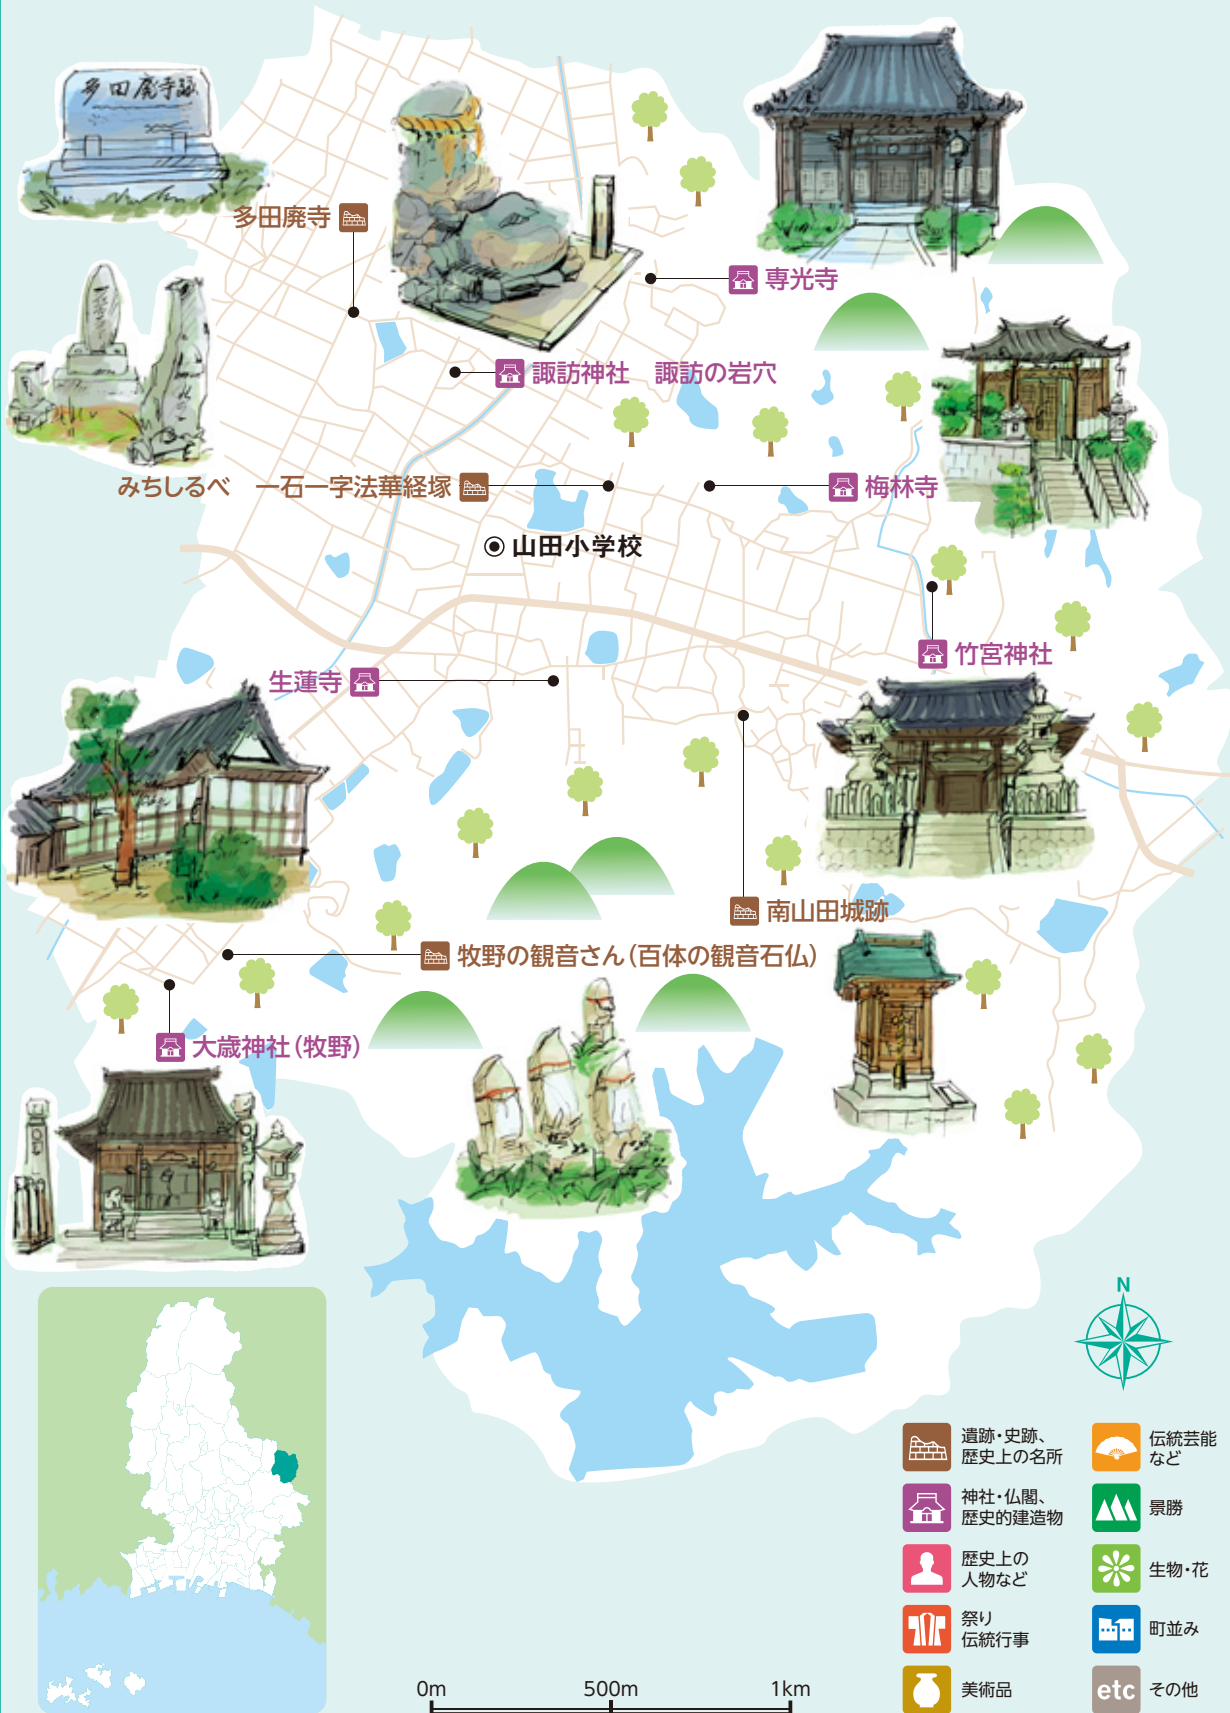 多田廃寺跡
多田廃寺
専光寺
諏訪神社　諏訪の岩穴
みちしるべ　一石一字法華経塚
梅林寺
山田小学校
竹宮神社
生蓮寺
南山田城跡
牧野の観音さん（百体の観音石仏）
大歳神社（牧野）
N
遺跡・史跡、
歴史上の名所
神社・仏閣、
歴史的建造物
歴史上の
人物など
祭り
伝統行事
美術品
伝統芸能
など
景勝
生物・花
町並み
etc その他
0m 500m 1km